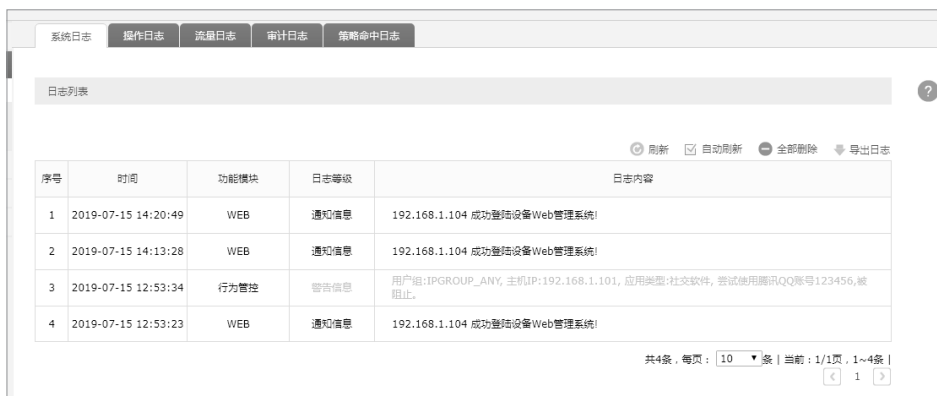 系统日志 操作日志 流量日志 审计日志 策略命中日志
日志列表
?
刷新 自动刷新 全部删除 导出日志
序号 时间 功能模块 日志等级 日志内容
1 2019-07-15 14:20:49 WEB 通知信息 192.168.1.104 成功登陆设备Web管理系统!
2 2019-07-15 14:13:28 WEB 通知信息 192.168.1.104 成功登陆设备Web管理系统!
3 2019-07-15 12:53:34 行为管控 警告信息 用户组:IPGROUP_ANY, 主机IP:192.168.1.101, 应用类型:社交软件, 尝试使用腾讯QQ账号123456,被
阻止。
4 2019-07-15 12:53:23 WEB 通知信息 192.168.1.104 成功登陆设备Web管理系统!
共4条，每页： 10 条 | 当前：1/1页，1~4条 |
< 1 >